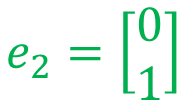 e₂ = [0
1]